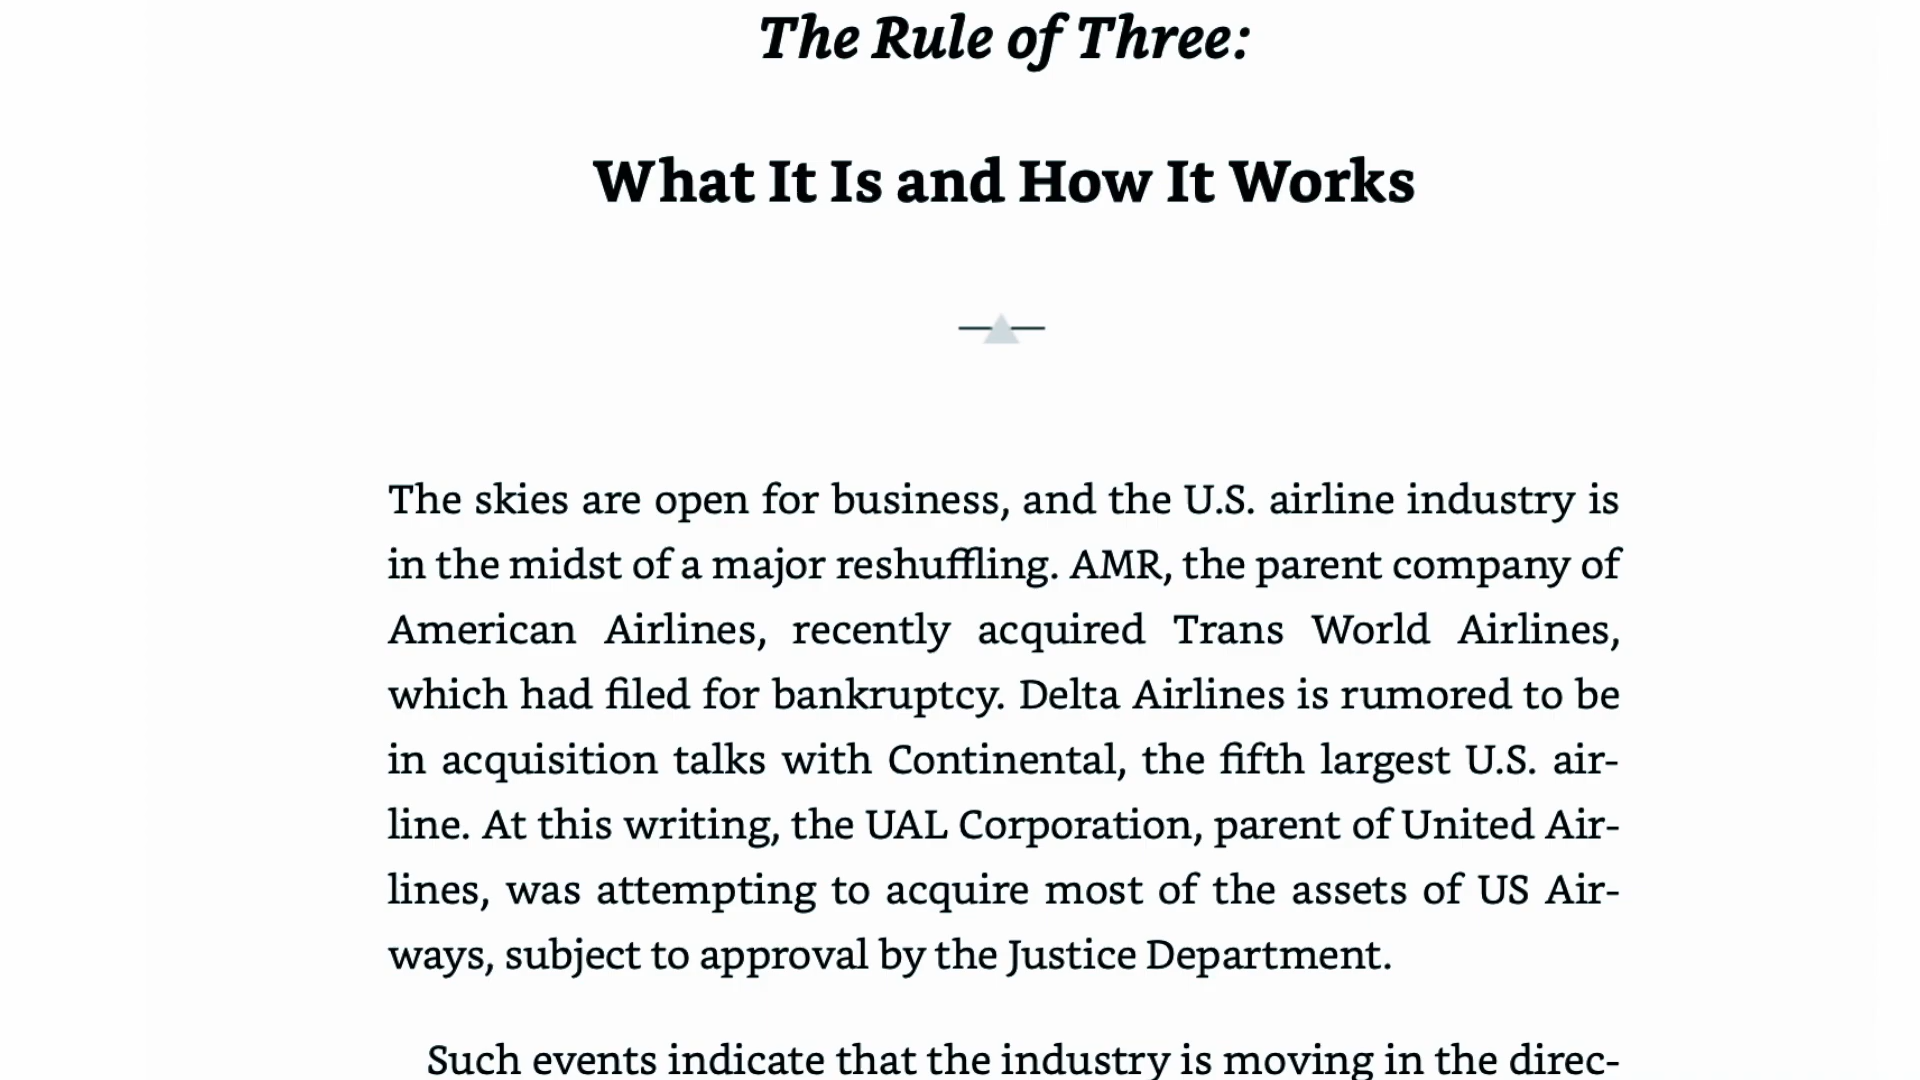 The Rule of Three:
What It Is and How It Works
The skies are open for business, and the U.S. airline industry is
in the midst of a major reshuffling. AMR, the parent company of
American Airlines, recently acquired Trans World Airlines,
which had filed for bankruptcy. Delta Airlines is rumored to be
in acquisition talks with Continental, the fifth largest U.S. air-
line. At this writing, the UAL Corporation, parent of United Air-
lines, was attempting to acquire most of the assets of US Air-
ways, subject to approval by the Justice Department.
Such events indicate that the industry is moving in the direc-